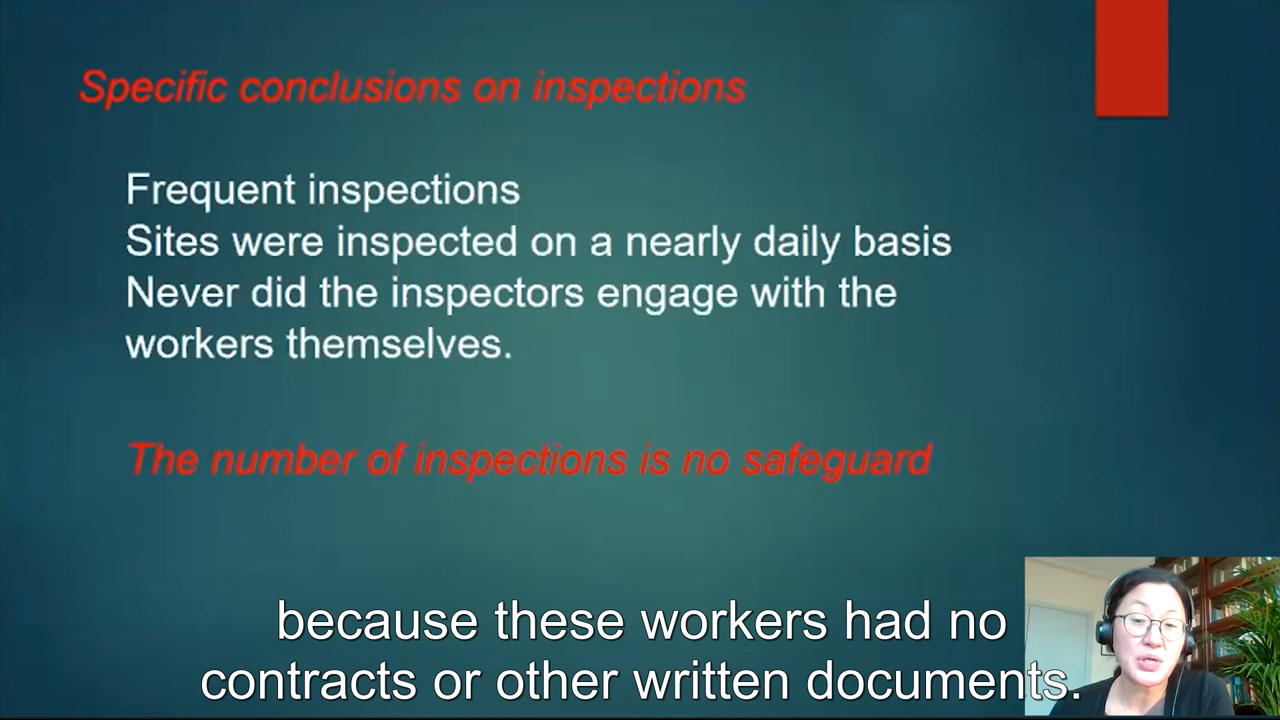 Specific conclusions on inspections
Frequent inspections
Sites were inspected on a nearly daily basis
Never did the inspectors engage with the
workers themselves.
The number of inspections is no safeguard
because these workers had no
contracts or other written documents.